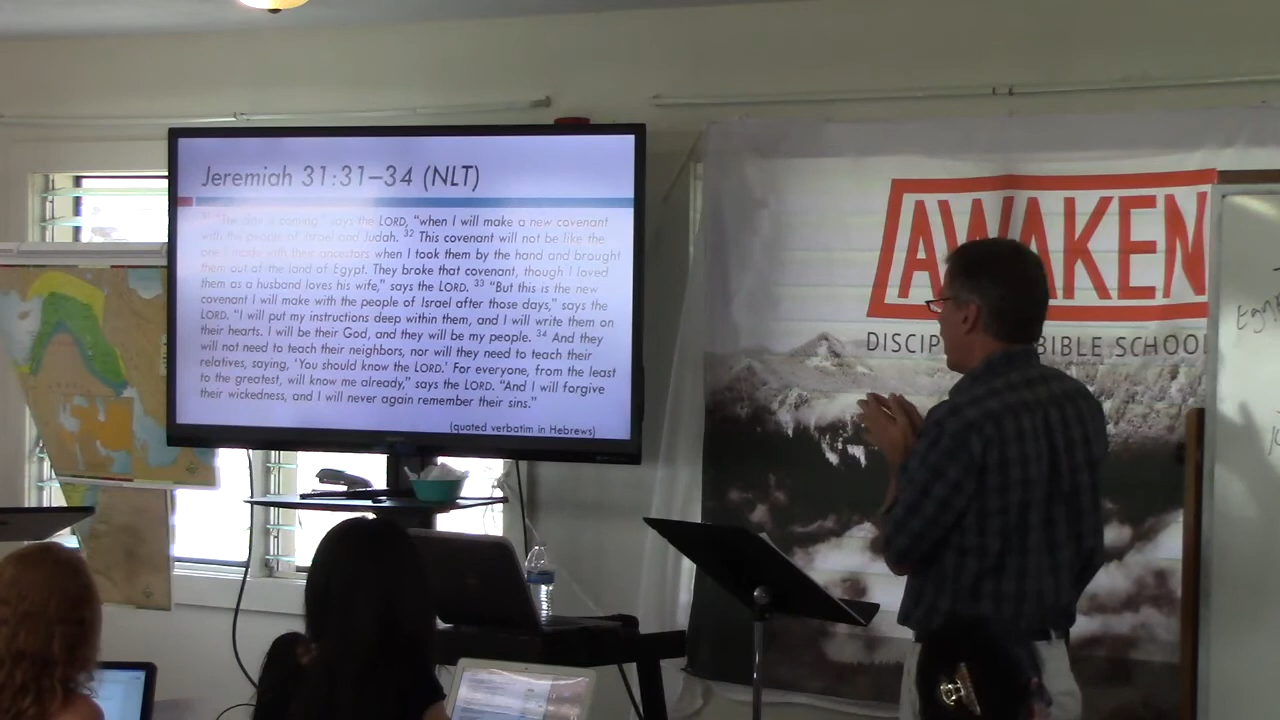 Jeremiah 31:31–34 (NLT)
31 "The day is coming," says the LORD, "when I will make a new covenant
with the people of Israel and Judah. 32 This covenant will not be like the
one I made with their ancestors when I took them by the hand and brought
them out of the land of Egypt. They broke that covenant, though I loved
them as a husband loves his wife," says the LORD. 33 "But this is the new
covenant I will make with the people of Israel after those days," says the
LORD. "I will put my instructions deep within them, and I will write them on
their hearts. I will be their God, and they will be my people. 34 And they
will not need to teach their neighbors, nor will they need to teach their
relatives, saying, 'You should know the LORD.' For everyone, from the least
to the greatest, will know me already," says the LORD. "And I will forgive
their wickedness, and I will never again remember their sins."
(quoted verbatim in Hebrews)
AWAKEN
BIBLE SCHOOL